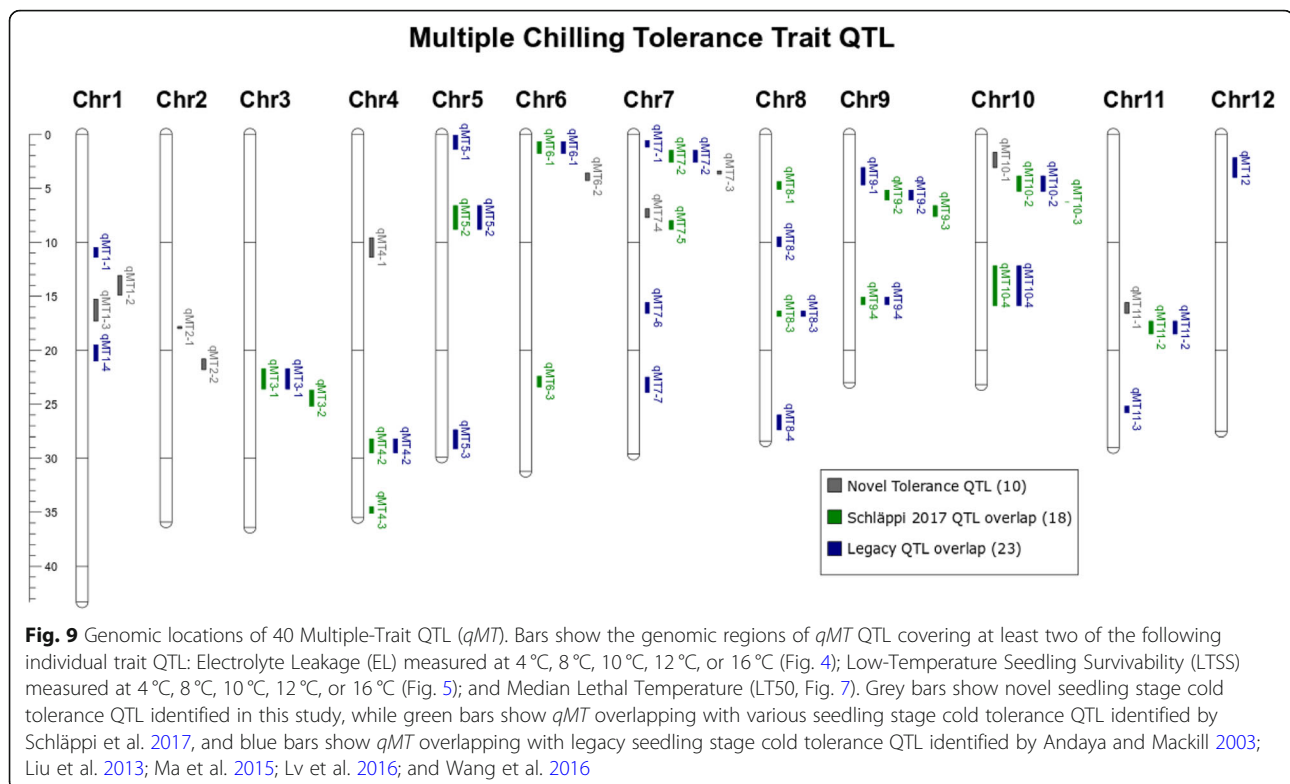 Multiple Chilling Tolerance Trait QTL
Chr1 Chr2 Chr3 Chr4 Chr5 Chr6 Chr7 Chr8 Chr9 Chr10 Chr11 Chr12
0
5
10
15
20
25
30
35
40
qMT1-1
qMT1-2
qMT1-3
qMT1-4
qMT2-1
qMT2-2
qMT3-1
qMT3-1
qMT3-2
qMT4-1
qMT4-2
qMT4-2
qMT4-3
qMT5-1
qMT5-2
qMT5-2
qMT5-3
qMT6-1
qMT6-1
qMT6-2
qMT6-3
qMT7-1
qMT7-2
qMT7-2
qMT7-3
qMT7-4
qMT7-5
qMT7-6
qMT7-7
qMT8-1
qMT8-2
qMT8-3
qMT8-3
qMT8-4
qMT9-1
qMT9-2
qMT9-2
qMT9-3
qMT9-4
qMT9-4
qMT10-1
qMT10-2
qMT10-2
qMT10-3
qMT10-4
qMT10-4
qMT11-1
qMT11-2
qMT11-2
qMT11-3
qMT12
Novel Tolerance QTL (10)
Schläppi 2017 QTL overlap (18)
Legacy QTL overlap (23)
Fig. 9 Genomic locations of 40 Multiple-Trait QTL (qMT). Bars show the genomic regions of qMT QTL covering at least two of the following
individual trait QTL: Electrolyte Leakage (EL) measured at 4 °C, 8 °C, 10 °C, 12 °C, or 16 °C (Fig. 4); Low-Temperature Seedling Survivability (LTSS)
measured at 4 °C, 8 °C, 10 °C, 12 °C, or 16 °C (Fig. 5); and Median Lethal Temperature (LT50, Fig. 7). Grey bars show novel seedling stage cold
tolerance QTL identified in this study, while green bars show qMT overlapping with various seedling stage cold tolerance QTL identified by
Schläppi et al. 2017, and blue bars show qMT overlapping with legacy seedling stage cold tolerance QTL identified by Andaya and Mackill 2003;
Liu et al. 2013; Ma et al. 2015; Lv et al. 2016; and Wang et al. 2016